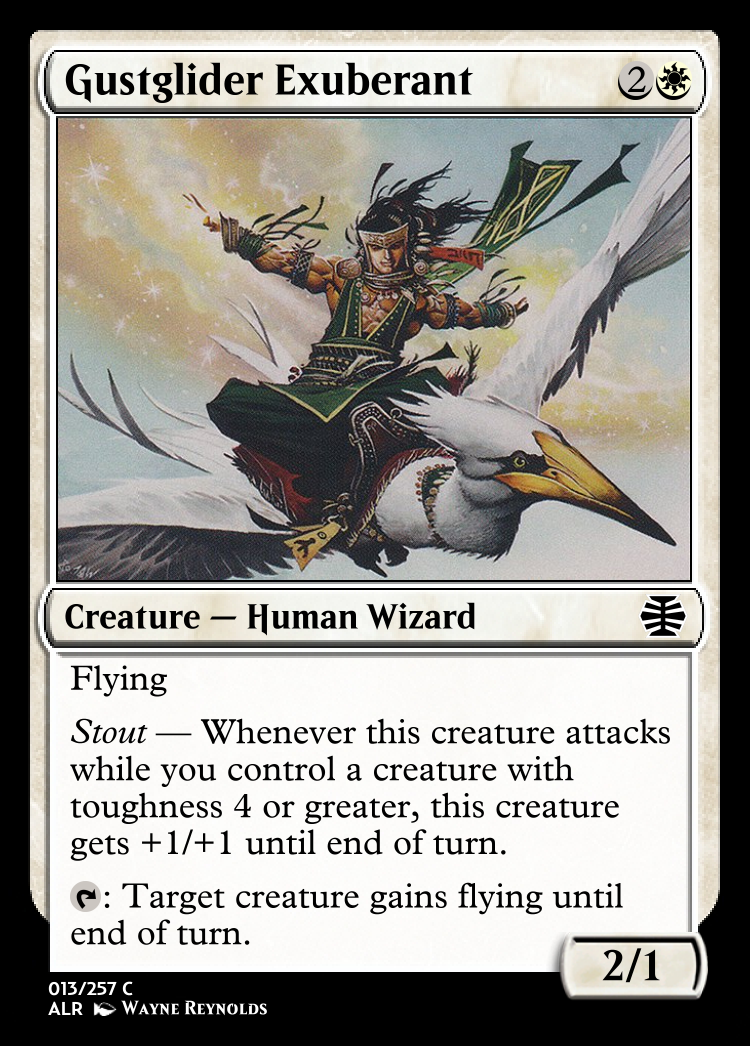 Gustglider Exuberant 2
Creature — Human Wizard
Flying
Stout — Whenever this creature attacks
while you control a creature with
toughness 4 or greater, this creature
gets +1/+1 until end of turn.
: Target creature gains flying until
end of turn.
2/1
013/257 C
ALR Wayne Reynolds